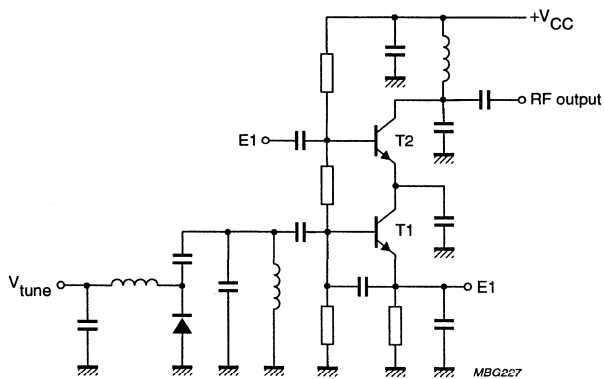 +VCC
RF output
E1
T2
T1
Vtune
E1
MBG227